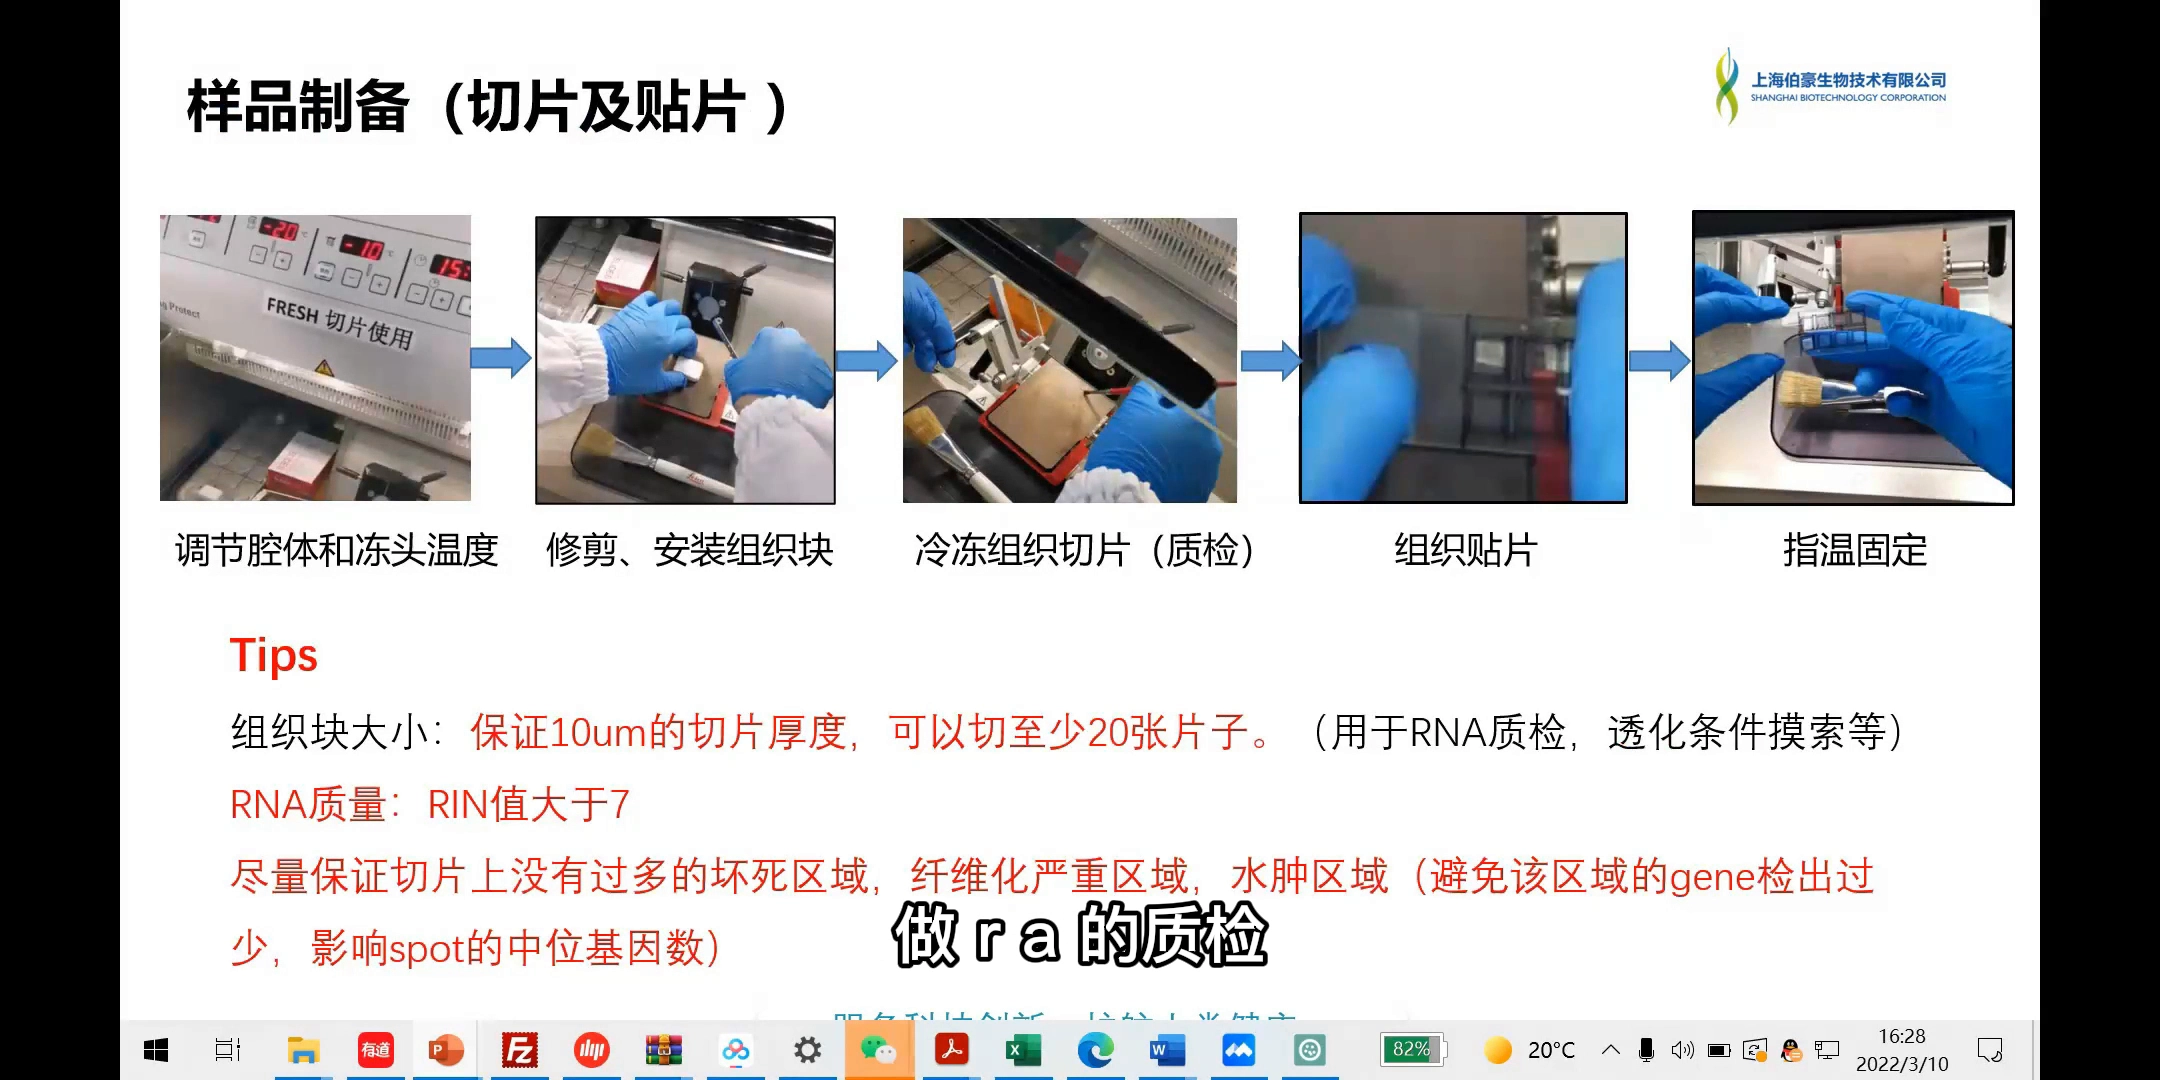 样品制备（切片及贴片 ）
上海伯豪生物技术有限公司
SHANGHAI BIOTECHNOLOGY CORPORATION
-20
-10
15:
Protect
FRESH 切片使用
调节腔体和冻头温度
修剪、安装组织块
冷冻组织切片（质检）
组织贴片
指温固定
Tips
组织块大小：保证10um的切片厚度，可以切至少20张片子。（用于RNA质检，透化条件摸索等）
RNA质量：RIN值大于7
尽量保证切片上没有过多的坏死区域，纤维化严重区域，水肿区域（避免该区域的gene检出过
少，影响spot的中位基因数）
做 r a 的质检
有道
82%
20°C
16:28
2022/3/10